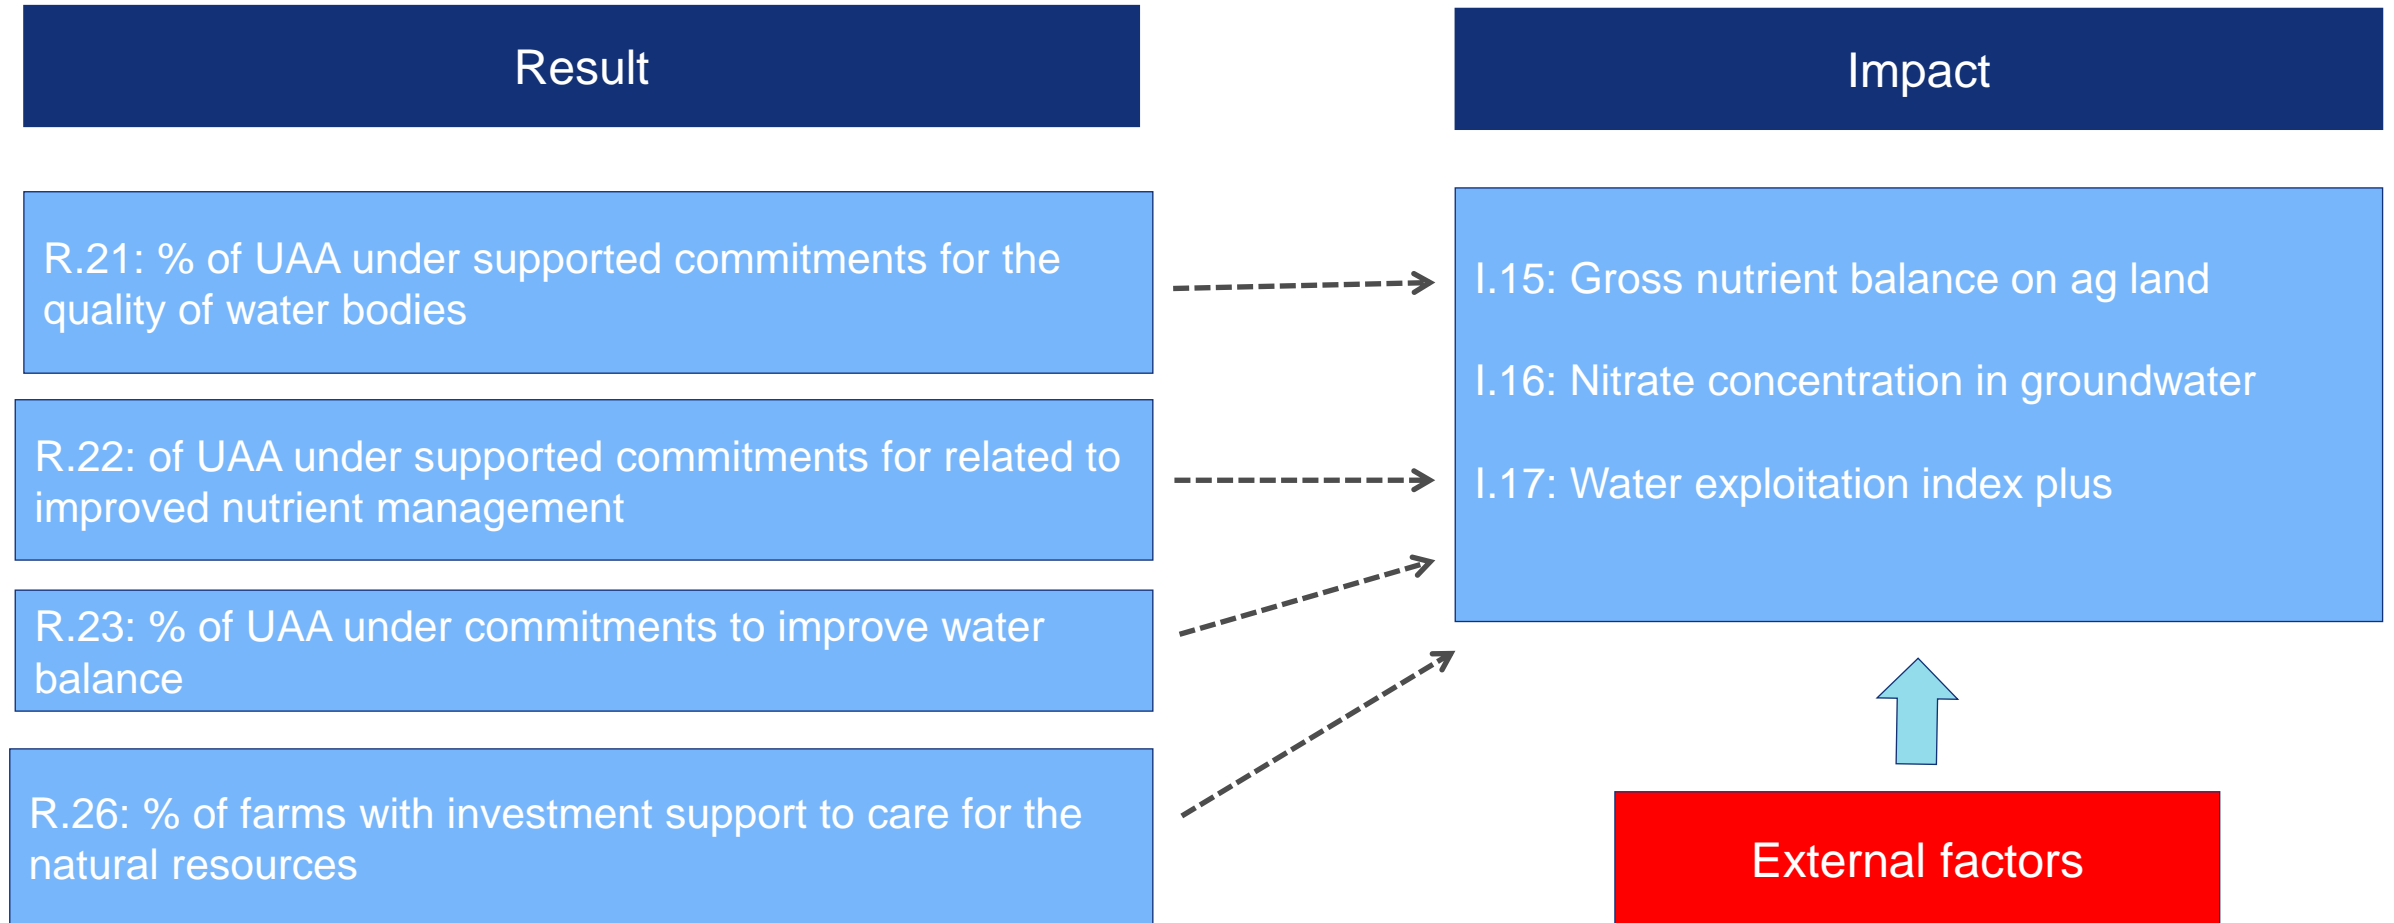 Result
Impact
R.21: % of UAA under supported commitments for the
quality of water bodies
R.22: of UAA under supported commitments for related to
improved nutrient management
R.23: % of UAA under commitments to improve water
balance
R.26: % of farms with investment support to care for the
natural resources
I.15: Gross nutrient balance on ag land
I.16: Nitrate concentration in groundwater
I.17: Water exploitation index plus
External factors